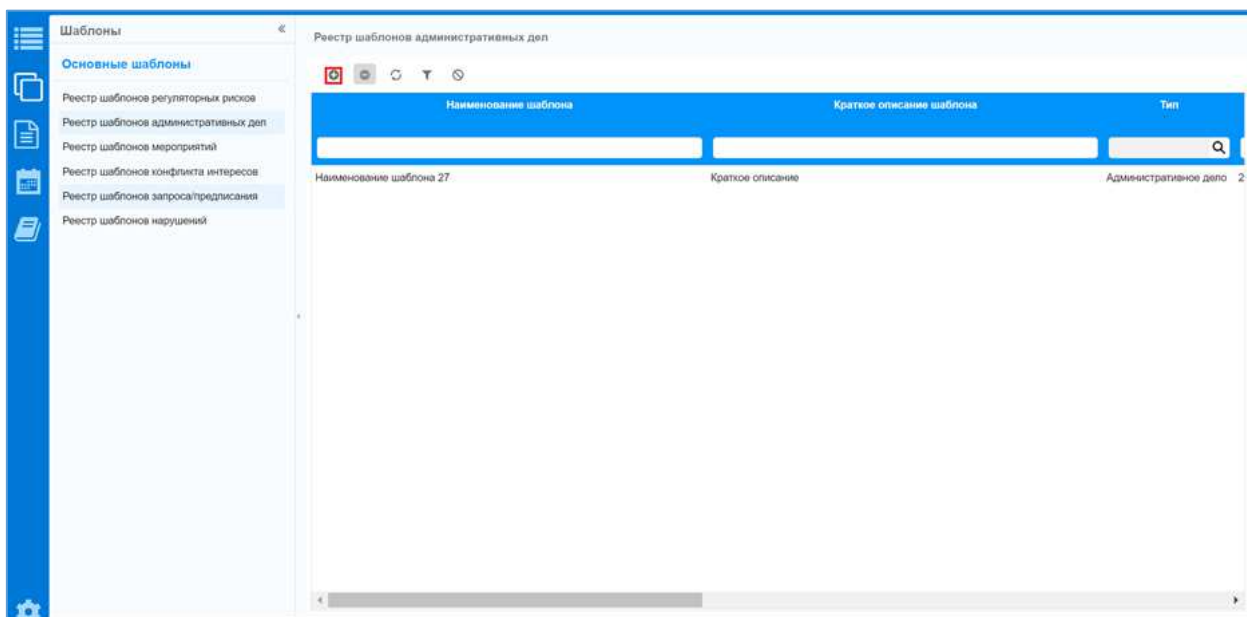 Шаблоны
Основные шаблоны
Реестр шаблонов регуляторных рисков
Реестр шаблонов административных дел
Реестр шаблонов мероприятий
Реестр шаблонов конфликта интересов
Реестр шаблонов запроса/предписания
Реестр шаблонов нарушений
Реестр шаблонов административных дел
Наименование шаблона Краткое описание шаблона Тип
Наименование шаблона 27 Краткое описание Административное дело 2